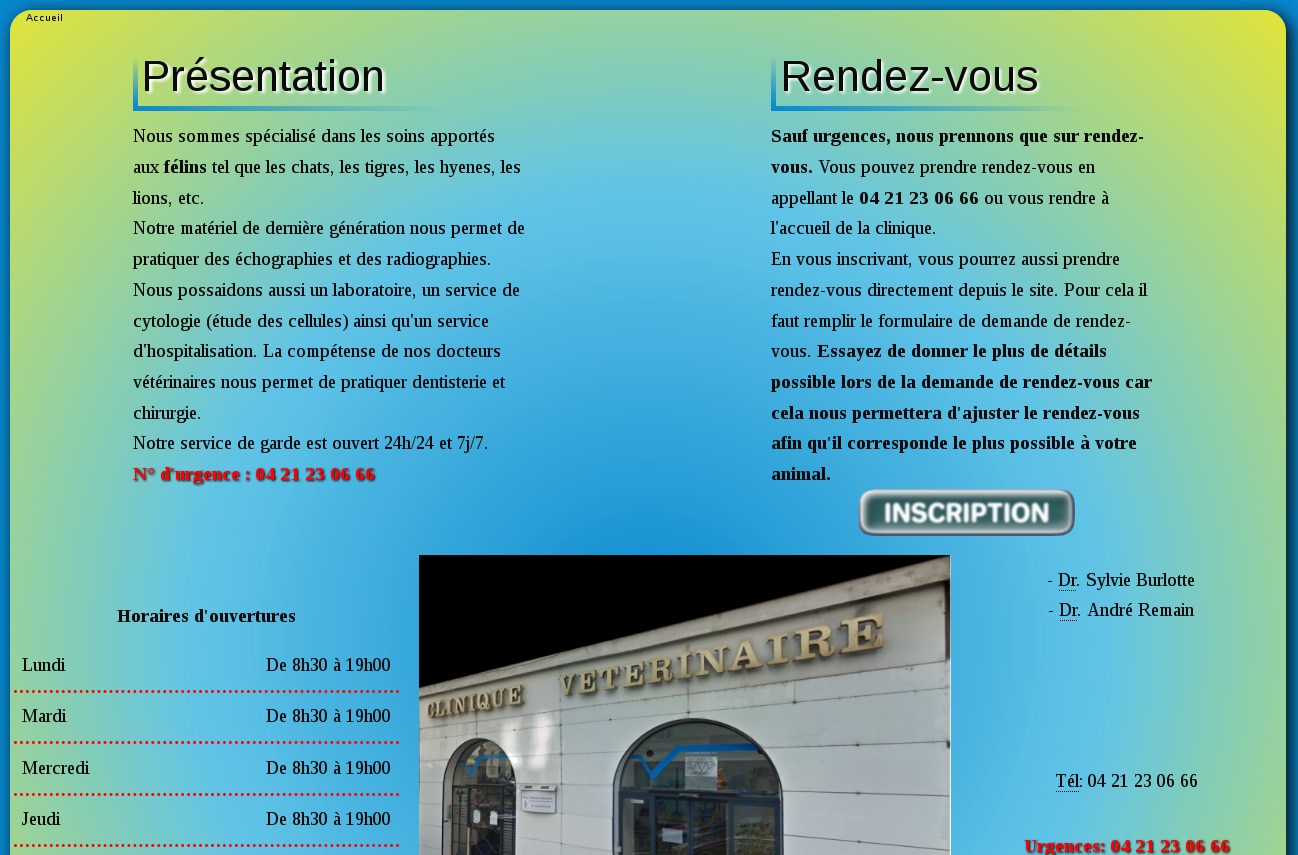 Accueil
Présentation
Nous sommes spécialisé dans les soins apportés
aux félins tel que les chats, les tigres, les hyenes, les
lions, etc.
Notre matériel de dernière génération nous permet de
pratiquer des échographies et des radiographies.
Nous possaidons aussi un laboratoire, un service de
cytologie (étude des cellules) ainsi qu'un service
d'hospitalisation. La compétense de nos docteurs
vétérinaires nous permet de pratiquer dentisterie et
chirurgie.
Notre service de garde est ouvert 24h/24 et 7j/7.
N° d'urgence : 04 21 23 06 66
Rendez-vous
Sauf urgences, nous prennons que sur rendez-
vous. Vous pouvez prendre rendez-vous en
appellant le 04 21 23 06 66 ou vous rendre à
l'accueil de la clinique.
En vous inscrivant, vous pourrez aussi prendre
rendez-vous directement depuis le site. Pour cela il
faut remplir le formulaire de demande de rendez-
vous. Essayez de donner le plus de détails
possible lors de la demande de rendez-vous car
cela nous permettera d'ajuster le rendez-vous
afin qu'il corresponde le plus possible à votre
animal.
INSCRIPTION
Horaires d'ouvertures
Lundi De 8h30 à 19h00
Mardi De 8h30 à 19h00
Mercredi De 8h30 à 19h00
Jeudi De 8h30 à 19h00
CLINIQUE VETERINAIRE
- Dr. Sylvie Burlotte
- Dr. André Remain
Tél: 04 21 23 06 66
Urgences: 04 21 23 06 66